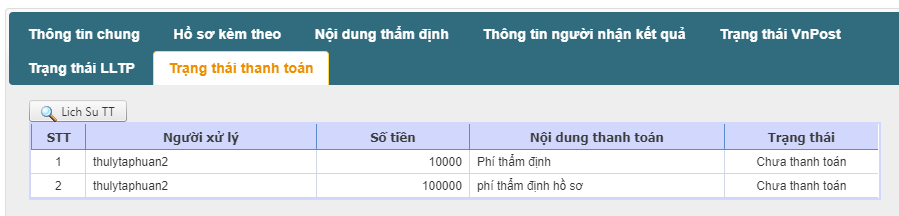 Thông tin chung Hồ sơ kèm theo Nội dung thẩm định Thông tin người nhận kết quả Trạng thái VnPost
Trạng thái LLTP Trạng thái thanh toán
Lich Su TT
STT Người xử lý Số tiền Nội dung thanh toán Trạng thái
1 thulytaphuan2 10000 Phí thẩm định Chưa thanh toán
2 thulytaphuan2 100000 phí thẩm định hồ sơ Chưa thanh toán